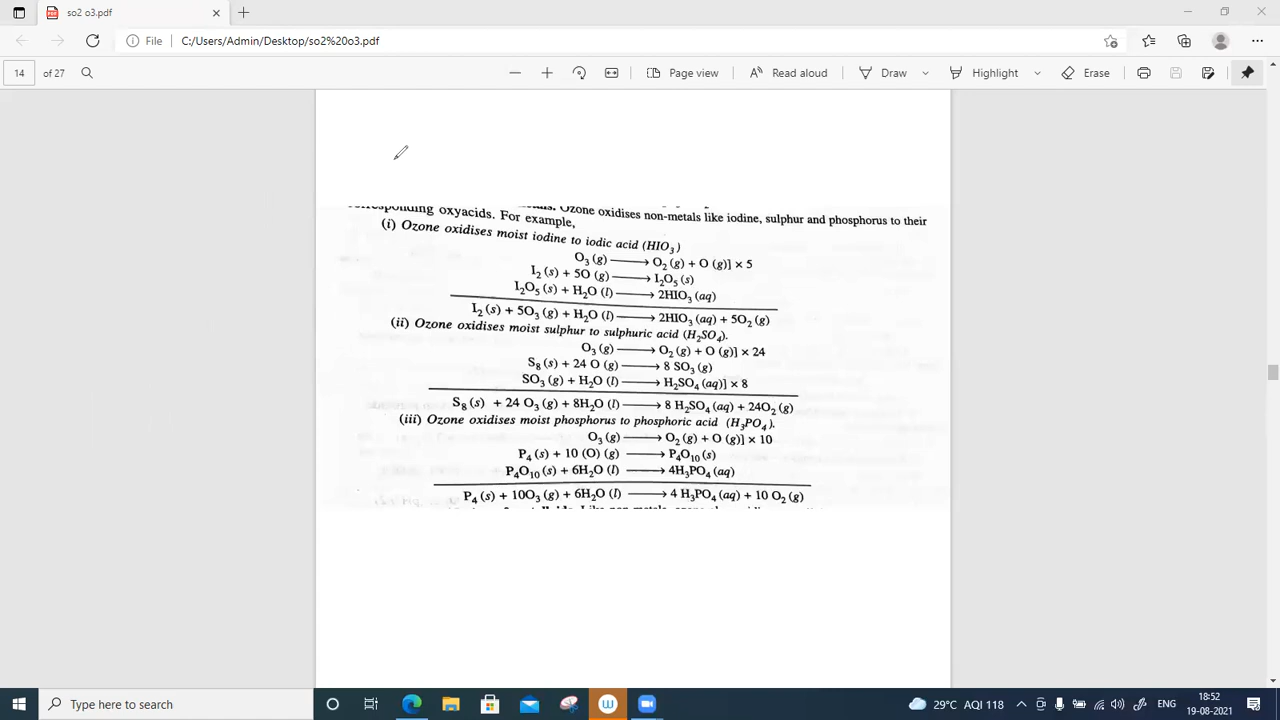 so2 o3.pdf
File C:/Users/Admin/Desktop/so2%20o3.pdf
14 of 27 Page view Read aloud Draw Highlight Erase
Ozone oxidises non-metals like iodine, sulphur and phosphorus to their
corresponding oxyacids. For example,
(i) Ozone oxidises moist iodine to iodic acid (HIO₃)
O₃ (g) ⟶ O₂ (g) + O (g)] × 5
I₂ (s) + 5O (g) ⟶ I₂O₅ (s)
I₂O₅ (s) + H₂O (l) ⟶ 2HIO₃ (aq)
I₂ (s) + 5O₃ (g) + H₂O (l) ⟶ 2HIO₃ (aq) + 5O₂ (g)
(ii) Ozone oxidises moist sulphur to sulphuric acid (H₂SO₄).
O₃ (g) ⟶ O₂ (g) + O (g)] × 24
S₈ (s) + 24 O (g) ⟶ 8 SO₃ (g)
SO₃ (g) + H₂O (l) ⟶ H₂SO₄ (aq)] × 8
S₈ (s) + 24 O₃ (g) + 8H₂O (l) ⟶ 8 H₂SO₄ (aq) + 24O₂ (g)
(iii) Ozone oxidises moist phosphorus to phosphoric acid (H₃PO₄).
O₃ (g) ⟶ O₂ (g) + O (g)] × 10
P₄ (s) + 10 (O) (g) ⟶ P₄O₁₀ (s)
P₄O₁₀ (s) + 6H₂O (l) ⟶ 4H₃PO₄ (aq)
P₄ (s) + 10O₃ (g) + 6H₂O (l) ⟶ 4 H₃PO₄ (aq) + 10 O₂ (g)
Type here to search
29°C AQI 118 ENG 18:52
19-08-2021